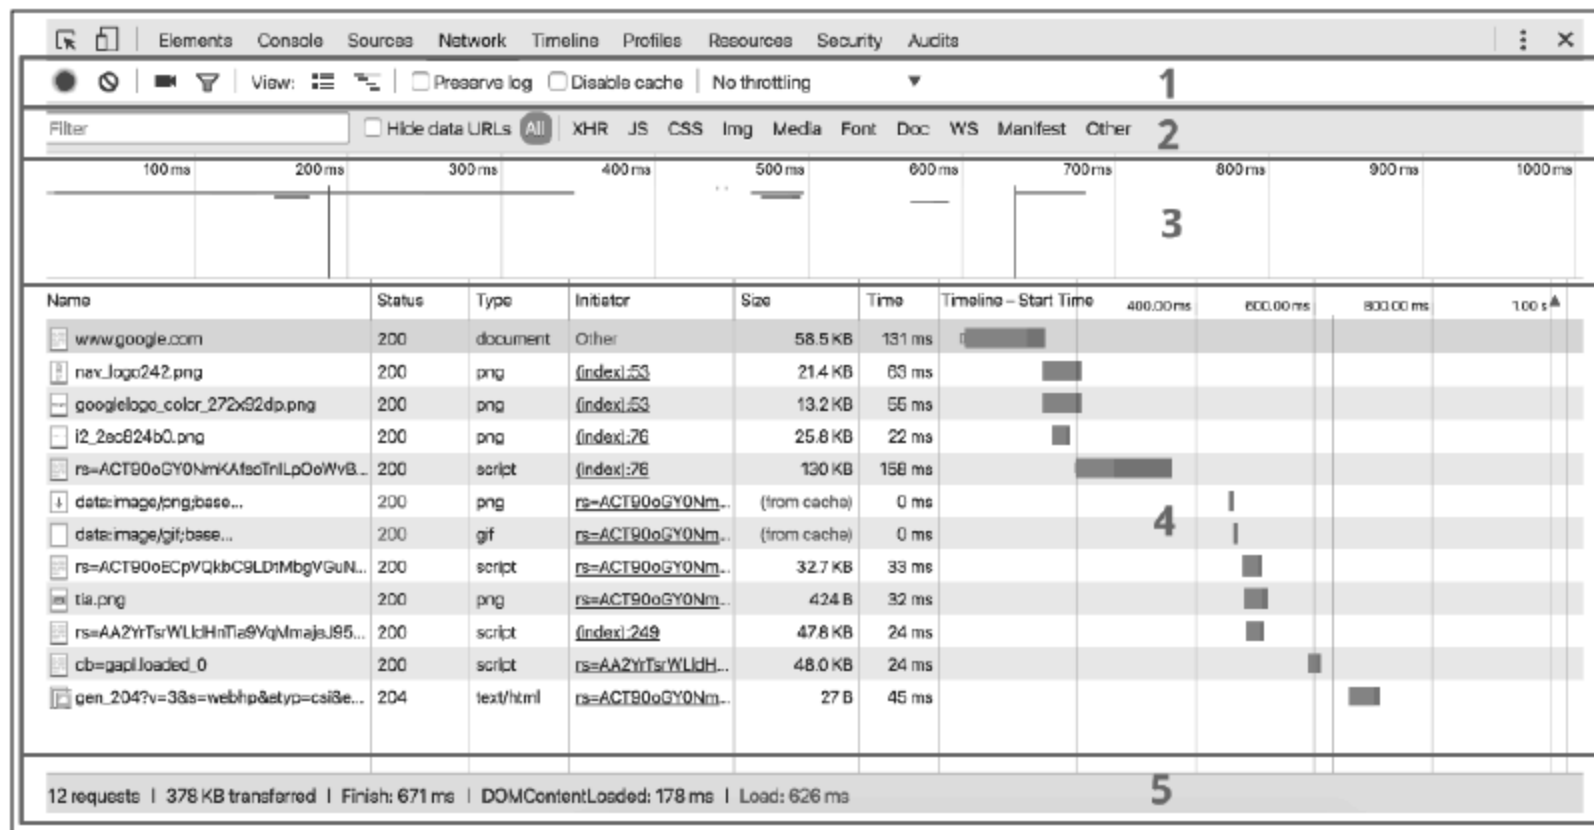 Elements Console Sources Network Timeline Profiles Resources Security Audits
View: Preserve log Disable cache No throttling 1
Filter Hide data URLs All XHR JS CSS Img Media Font Doc WS Manifest Other 2
100 ms 200 ms 300 ms 400 ms 500 ms 600 ms 700 ms 800 ms 900 ms 1000 ms
3
Name Status Type Initiator Size Time Timeline – Start Time 400.00 ms 600.00 ms 800.00 ms 1.00 s
www.google.com 200 document Other 58.5 KB 131 ms
nav_logo242.png 200 png (index):53 21.4 KB 63 ms
googlelogo_color_272x92dp.png 200 png (index):53 13.2 KB 55 ms
i2_2ec824b0.png 200 png (index):76 25.8 KB 22 ms
200 script (index):76 130 KB 158 ms
data:image/png;base... 200 png rs=ACT90oGY0Nm... (from cache) 0 ms
4
data:image/gif;base... 200 gif rs=ACT90oGY0Nm... (from cache) 0 ms
rs=ACT90oECpVQkbC9LDtMbgVGuN... 200 script rs=ACT90oGY0Nm... 32.7 KB 33 ms
tia.png 200 png rs=ACT90oGY0Nm... 424 B 32 ms
200 script (index):249 47.8 KB 24 ms
cb=gapi.loaded_0 200 script rs=AA2YrTsrWLldH... 48.0 KB 24 ms
gen_204?v=3&s=webhp&atyp=csi&e... 204 text/html rs=ACT90oGY0Nm... 27 B 45 ms
12 requests | 378 KB transferred | Finish: 671 ms | DOMContentLoaded: 178 ms | Load: 626 ms 5